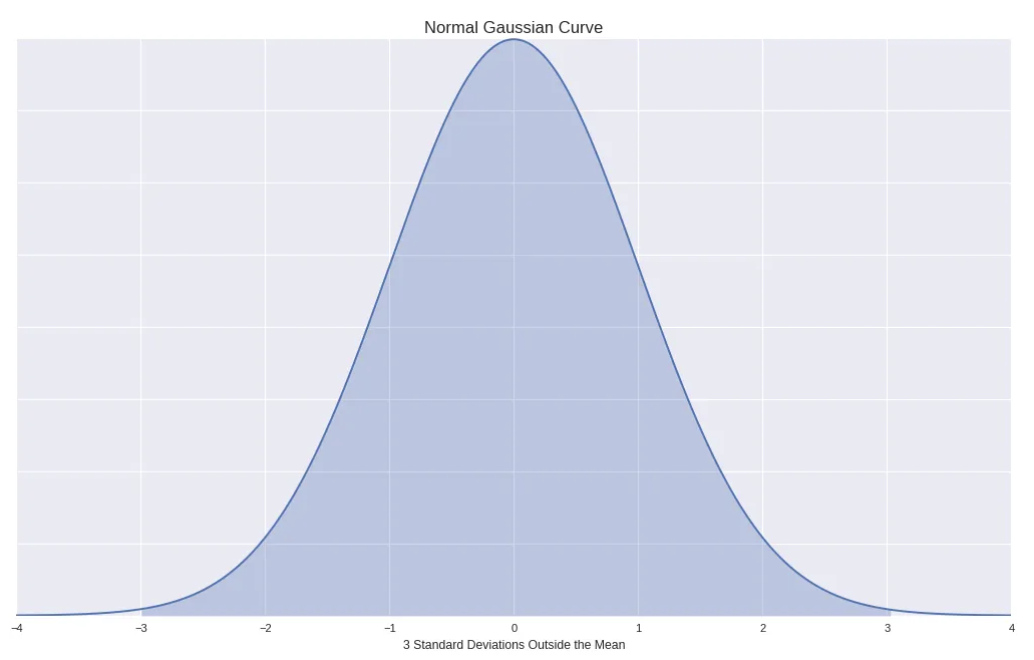 Normal Gaussian Curve
−4 −3 −2 −1 0 1 2 3 4
3 Standard Deviations Outside the Mean